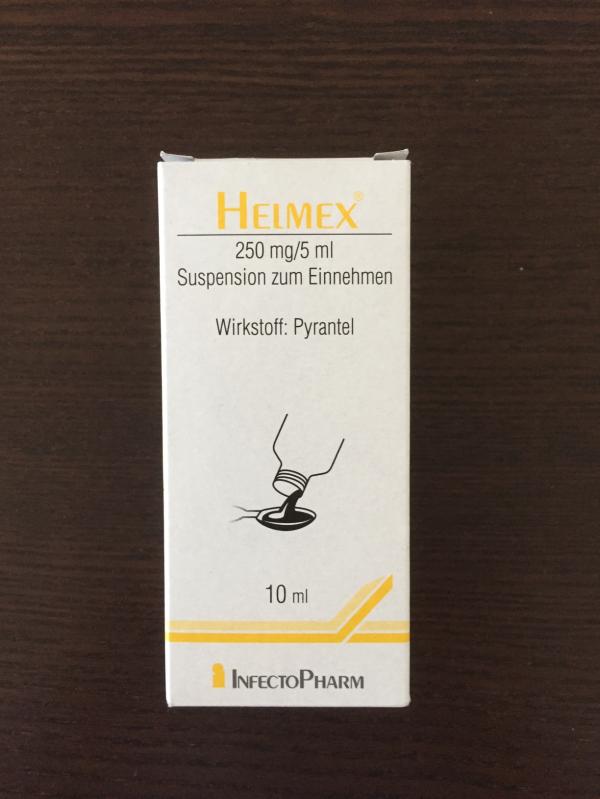 HELMEX®
250 mg/5 ml
Suspension zum Einnehmen
Wirkstoff: Pyrantel
10 ml
INFECTOPHARM